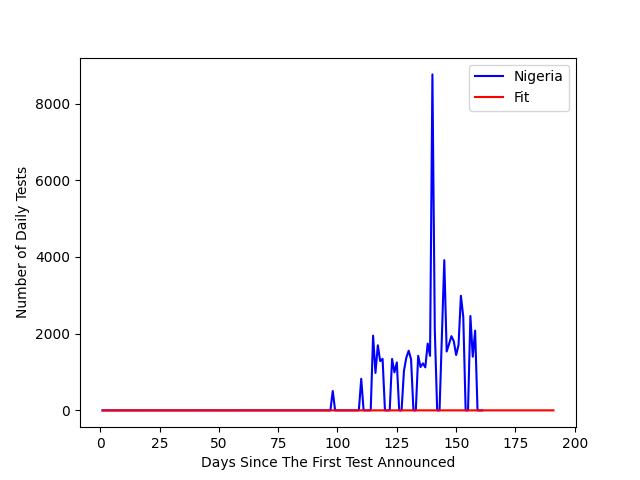 Nigeria
Fit
8000
6000
4000
2000
0
Number of Daily Tests
0 25 50 75 100 125 150 175 200
Days Since The First Test Announced